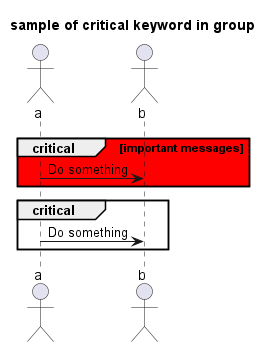 sample of critical keyword in group
a b
critical [important messages]
Do something
critical
Do something
a b